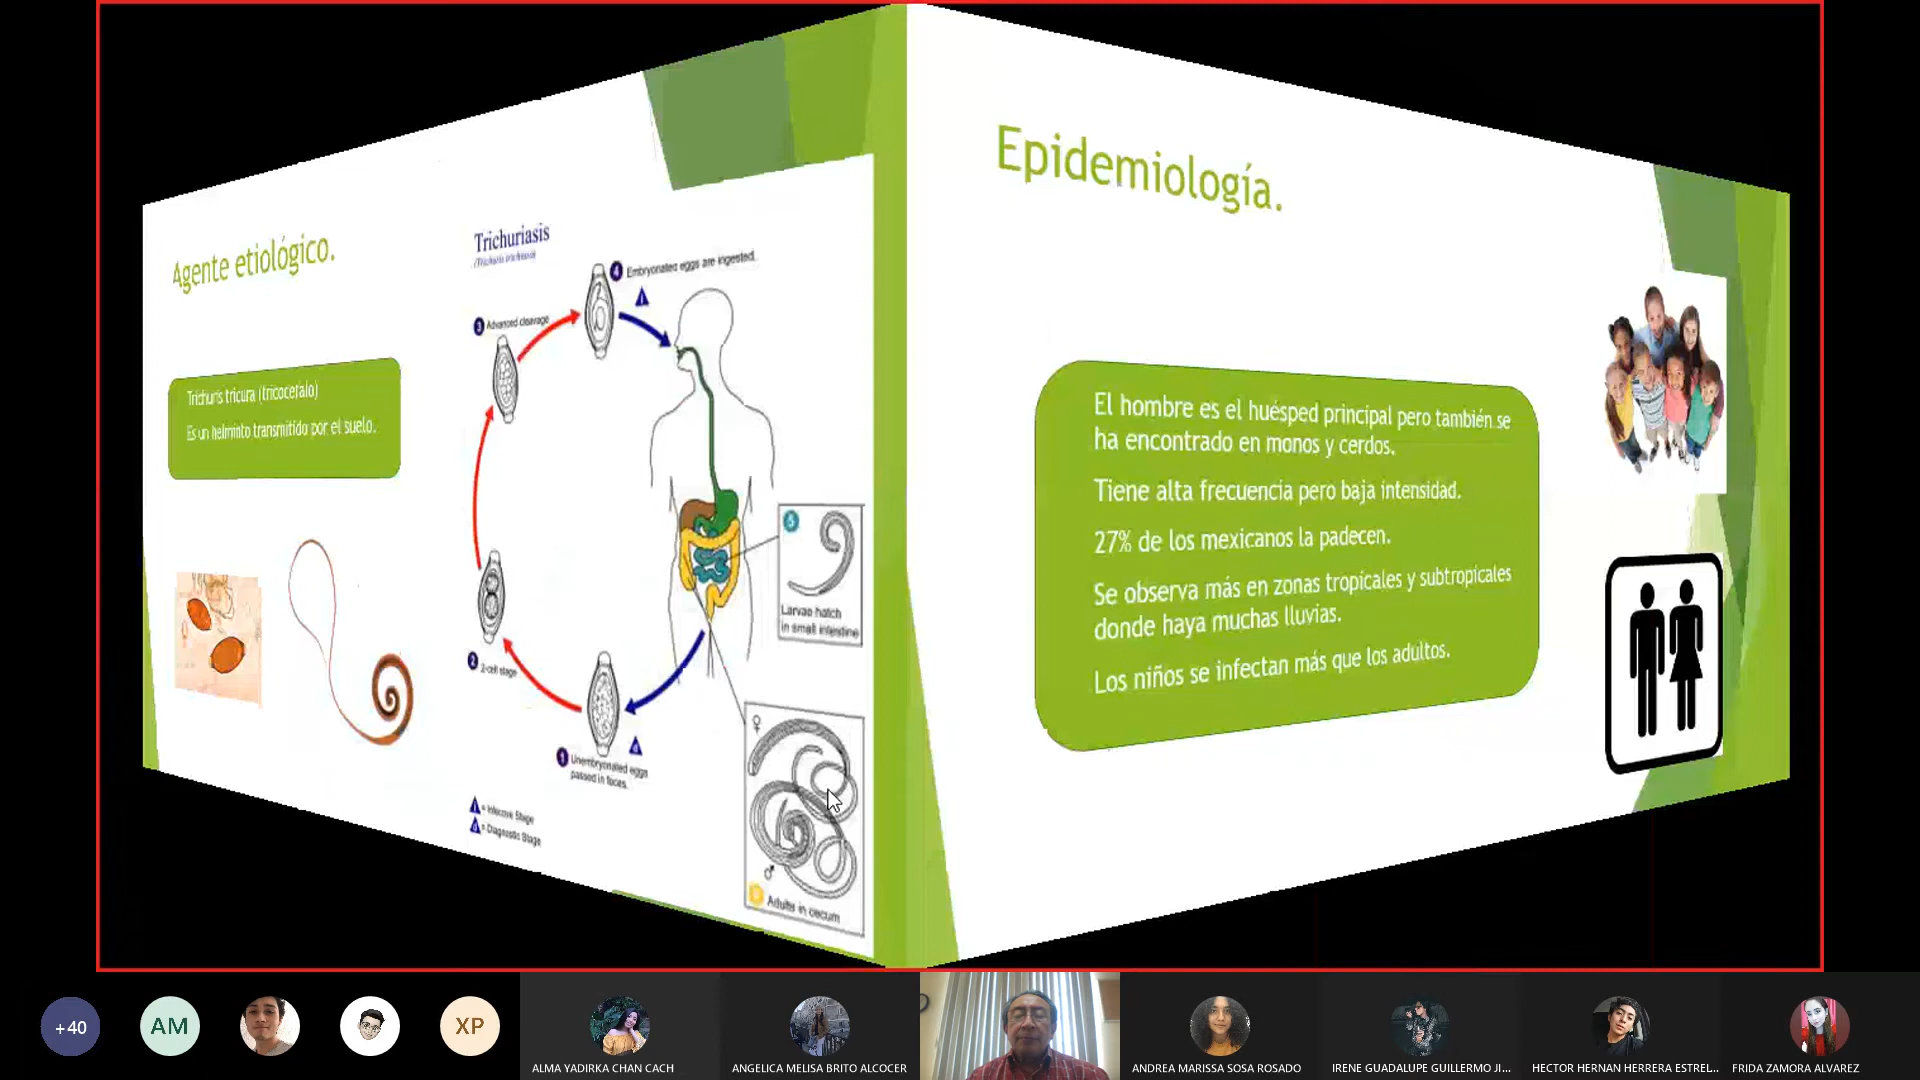 Agente etiológico.
Trichuris tricura (tricocefalo)
Es un helminto transmitido por el suelo.
Trichuriasis
(Trichuris trichiura)
4 Embryonated eggs are ingested.
i
3 Advanced cleavage
5
Larvae hatch
in small intestine
2 2-cell stage
d
1 Unembryonated eggs
passed in feces.
i = Infective Stage
d = Diagnostic Stage
♀
♂
6 Adults in cecum
Epidemiología.
El hombre es el huésped principal pero también se
ha encontrado en monos y cerdos.
Tiene alta frecuencia pero baja intensidad.
27% de los mexicanos la padecen.
Se observa más en zonas tropicales y subtropicales
donde haya muchas lluvias.
Los niños se infectan más que los adultos.
+40
AM
XP
ALMA YADIRKA CHAN CACH
ANGELICA MELISA BRITO ALCOCER
ANDREA MARISSA SOSA ROSADO
IRENE GUADALUPE GUILLERMO JI...
HECTOR HERNAN HERRERA ESTREL...
FRIDA ZAMORA ALVAREZ